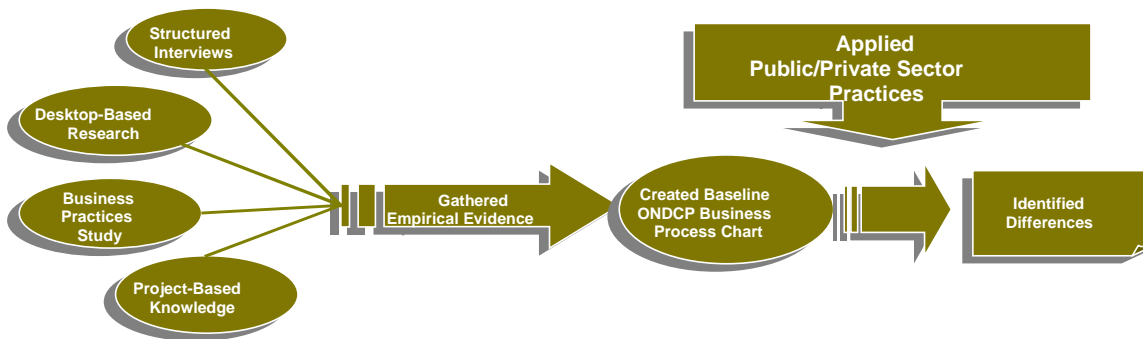 Structured
Interviews
Desktop-Based
Research
Business
Practices
Study
Project-Based
Knowledge
Gathered
Empirical Evidence
Created Baseline
ONDCP Business
Process Chart
Applied
Public/Private Sector
Practices
Identified
Differences